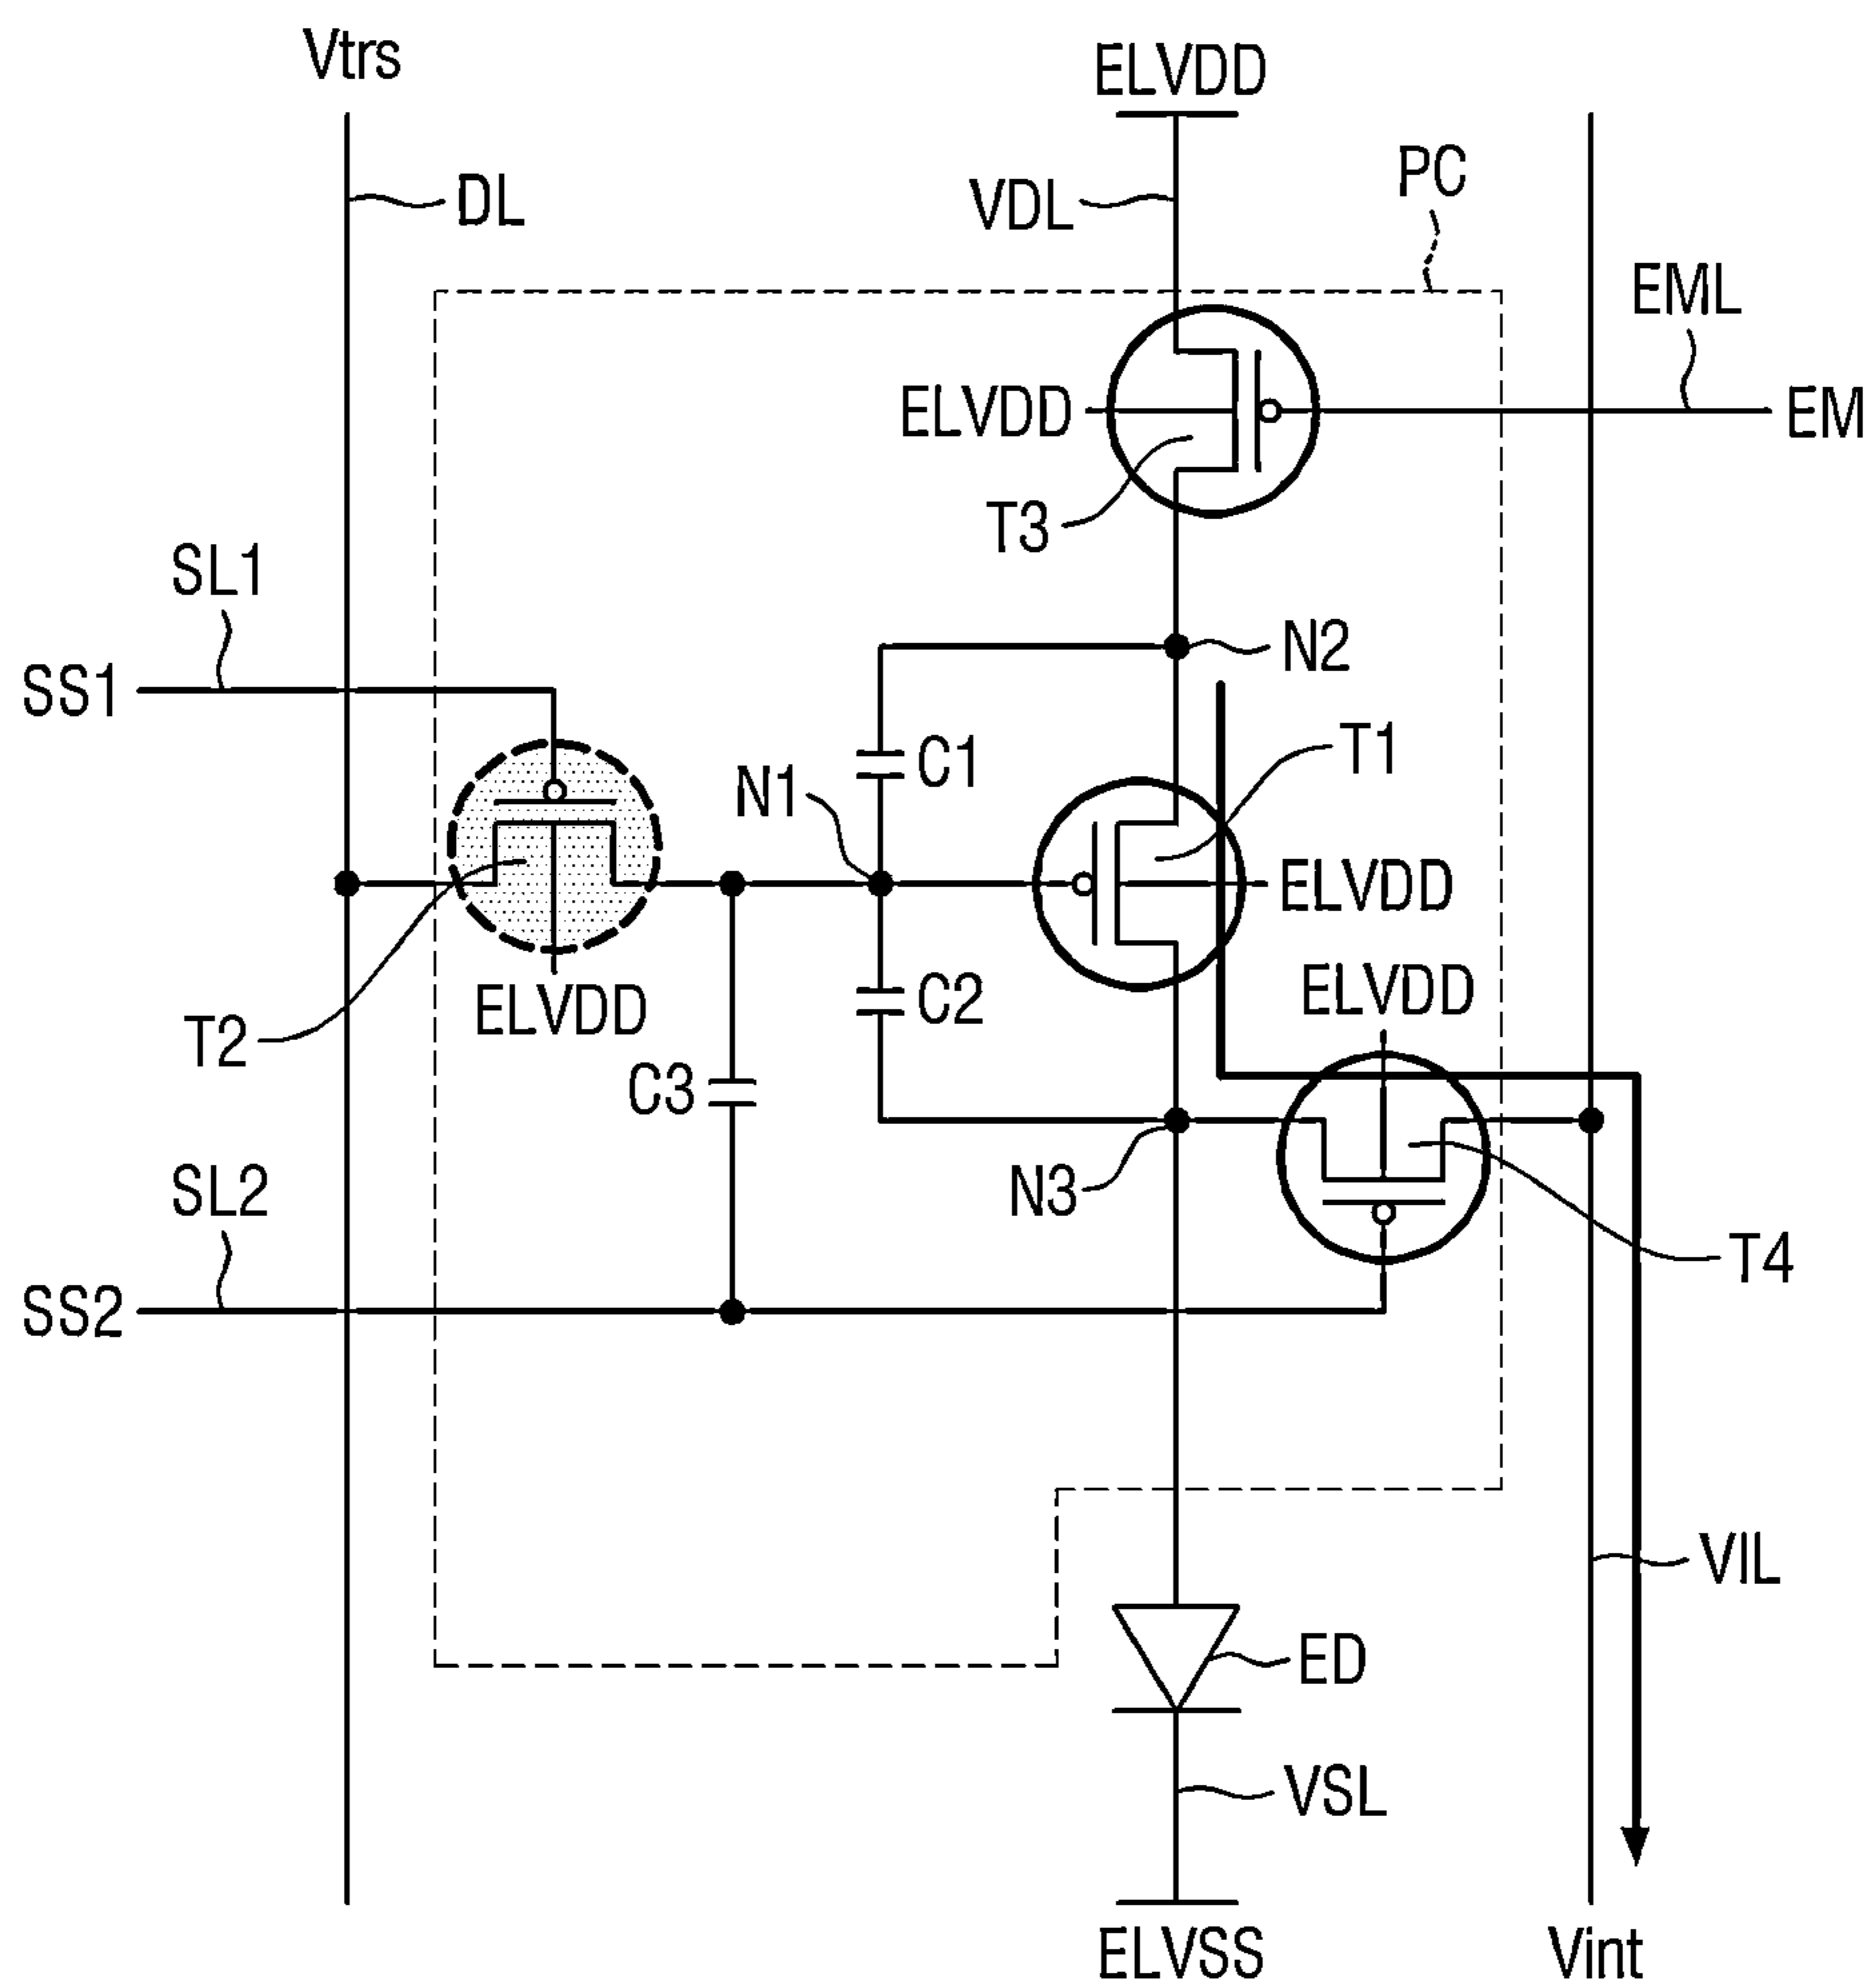 Vtrs
ELVDD
DL
VDL
PC
EML
ELVDD
EM
T3
SL1
N2
SS1
T1
C1
N1
ELVDD
ELVDD
ELVDD
C2
T2
C3
SL2
N3
T4
SS2
VIL
ED
VSL
ELVSS
Vint